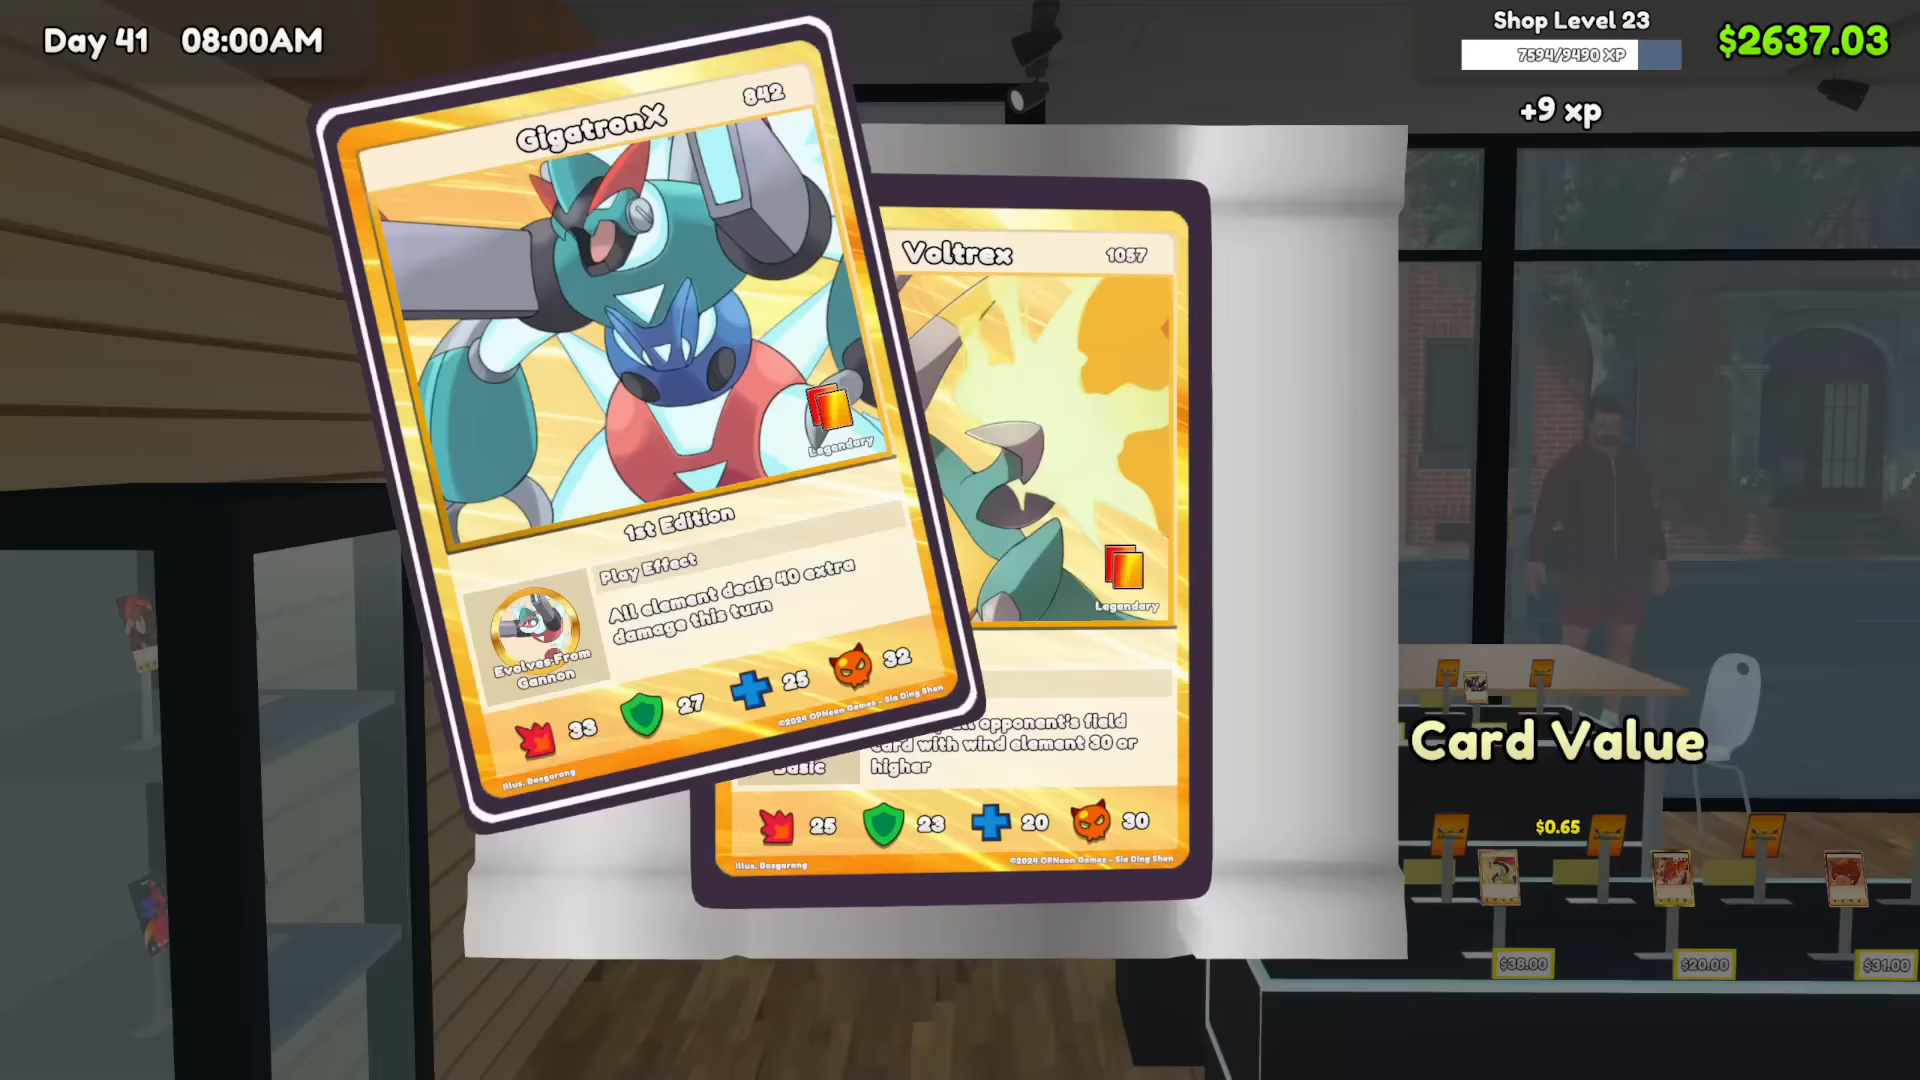 Day 41 08:00AM
Shop Level 23
$2637.03
7594/9490 XP
+9 xp
GigatronX 842
Legendary
1st Edition
Play Effect
All element deals 40 extra
damage this turn
Evolves From
Gannon
33 27 25 32
Illus. Bosgarong
©2024 OPNeon Games - Sia Ding Shen
Voltrex 1057
Legendary
opponent's field
card with wind element 30 or
higher
Basic
25 23 20 30
Illus. Bosgarong
©2024 OPNeon Games - Sia Ding Shen
Card Value
$0.65
$38.00
$20.00
$31.00